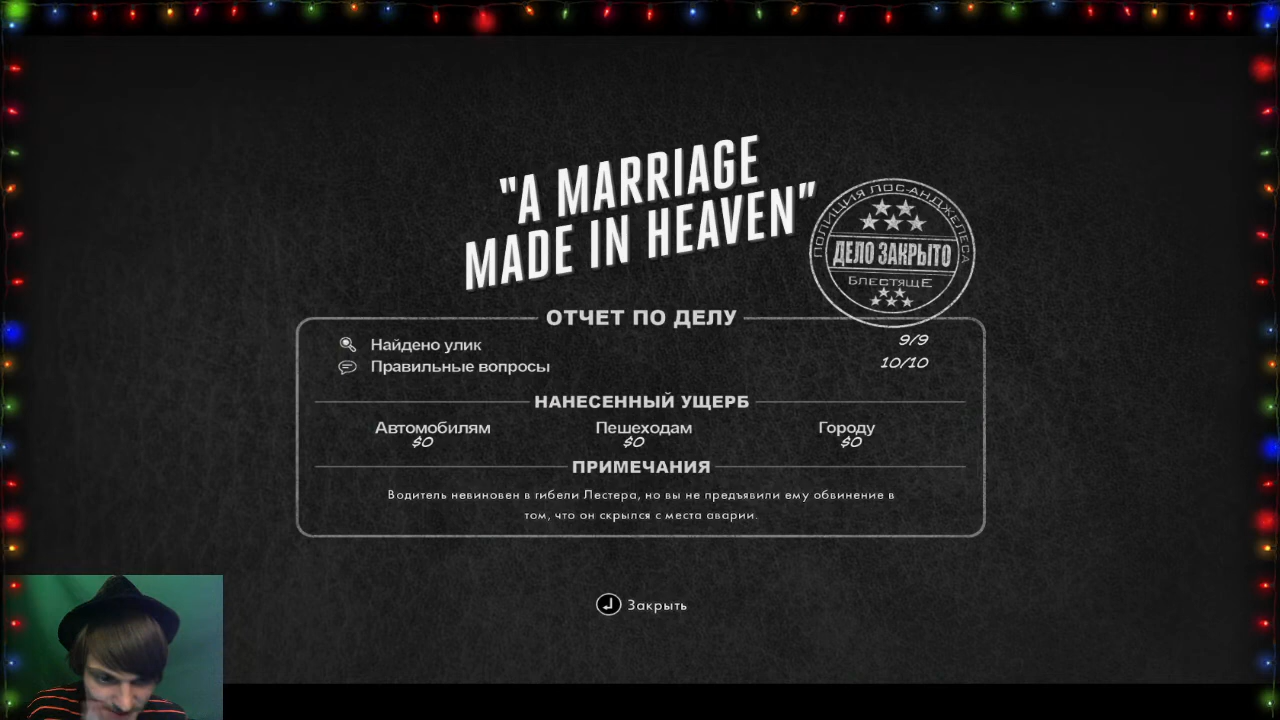 "A MARRIAGE
MADE IN HEAVEN"
ПОЛИЦИЯ ЛОС-АНДЖЕЛЕСА
ДЕЛО ЗАКРЫТО
БЛЕСТЯЩЕ
ОТЧЕТ ПО ДЕЛУ
Найдено улик 9/9
Правильные вопросы 10/10
НАНЕСЕННЫЙ УЩЕРБ
Автомобилям Пешеходам Городу
$0 $0 $0
ПРИМЕЧАНИЯ
Водитель невиновен в гибели Лестера, но вы не предъявили ему обвинение в
том, что он скрылся с места аварии.
Закрыть